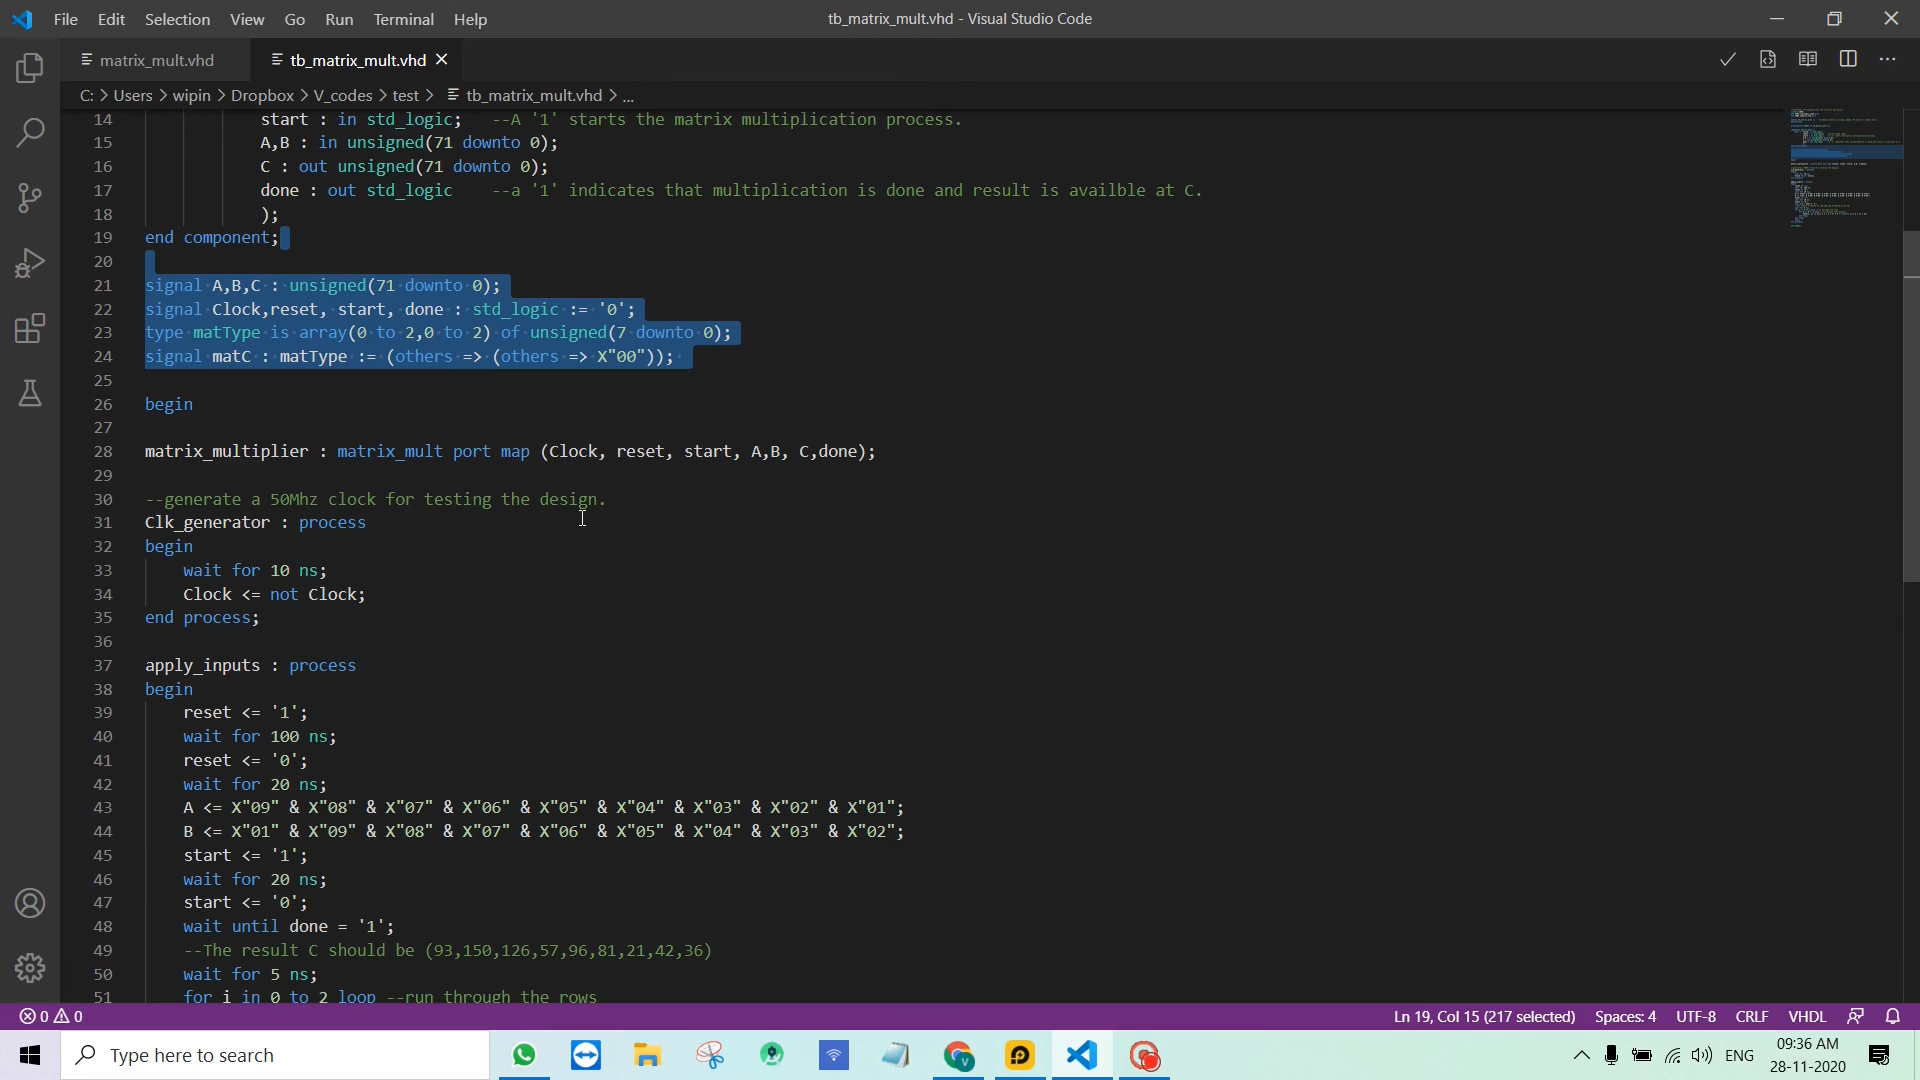 File Edit Selection View Go Run Terminal Help
tb_matrix_mult.vhd - Visual Studio Code
matrix_mult.vhd
tb_matrix_mult.vhd
C: > Users > wipin > Dropbox > V_codes > test > tb_matrix_mult.vhd > ...
14 start : in std_logic; --A '1' starts the matrix multiplication process.
15 A,B : in unsigned(71 downto 0);
16 C : out unsigned(71 downto 0);
17 done : out std_logic --a '1' indicates that multiplication is done and result is availble at C.
18 );
19 end component;
20
21 signal A,B,C : unsigned(71 downto 0);
22 signal Clock,reset, start, done : std_logic := '0';
23 type matType is array(0 to 2,0 to 2) of unsigned(7 downto 0);
24 signal matC : matType := (others => (others => X"00"));
25
26 begin
27
28 matrix_multiplier : matrix_mult port map (Clock, reset, start, A,B, C,done);
29
30 --generate a 50Mhz clock for testing the design.
31 Clk_generator : process
32 begin
33 wait for 10 ns;
34 Clock <= not Clock;
35 end process;
36
37 apply_inputs : process
38 begin
39 reset <= '1';
40 wait for 100 ns;
41 reset <= '0';
42 wait for 20 ns;
43 A <= X"09" & X"08" & X"07" & X"06" & X"05" & X"04" & X"03" & X"02" & X"01";
44 B <= X"01" & X"09" & X"08" & X"07" & X"06" & X"05" & X"04" & X"03" & X"02";
45 start <= '1';
46 wait for 20 ns;
47 start <= '0';
48 wait until done = '1';
49 --The result C should be (93,150,126,57,96,81,21,42,36)
50 wait for 5 ns;
51 for i in 0 to 2 loop --run through the rows
0 0
Ln 19, Col 15 (217 selected) Spaces: 4 UTF-8 CRLF VHDL
Type here to search
ENG
09:36 AM
28-11-2020